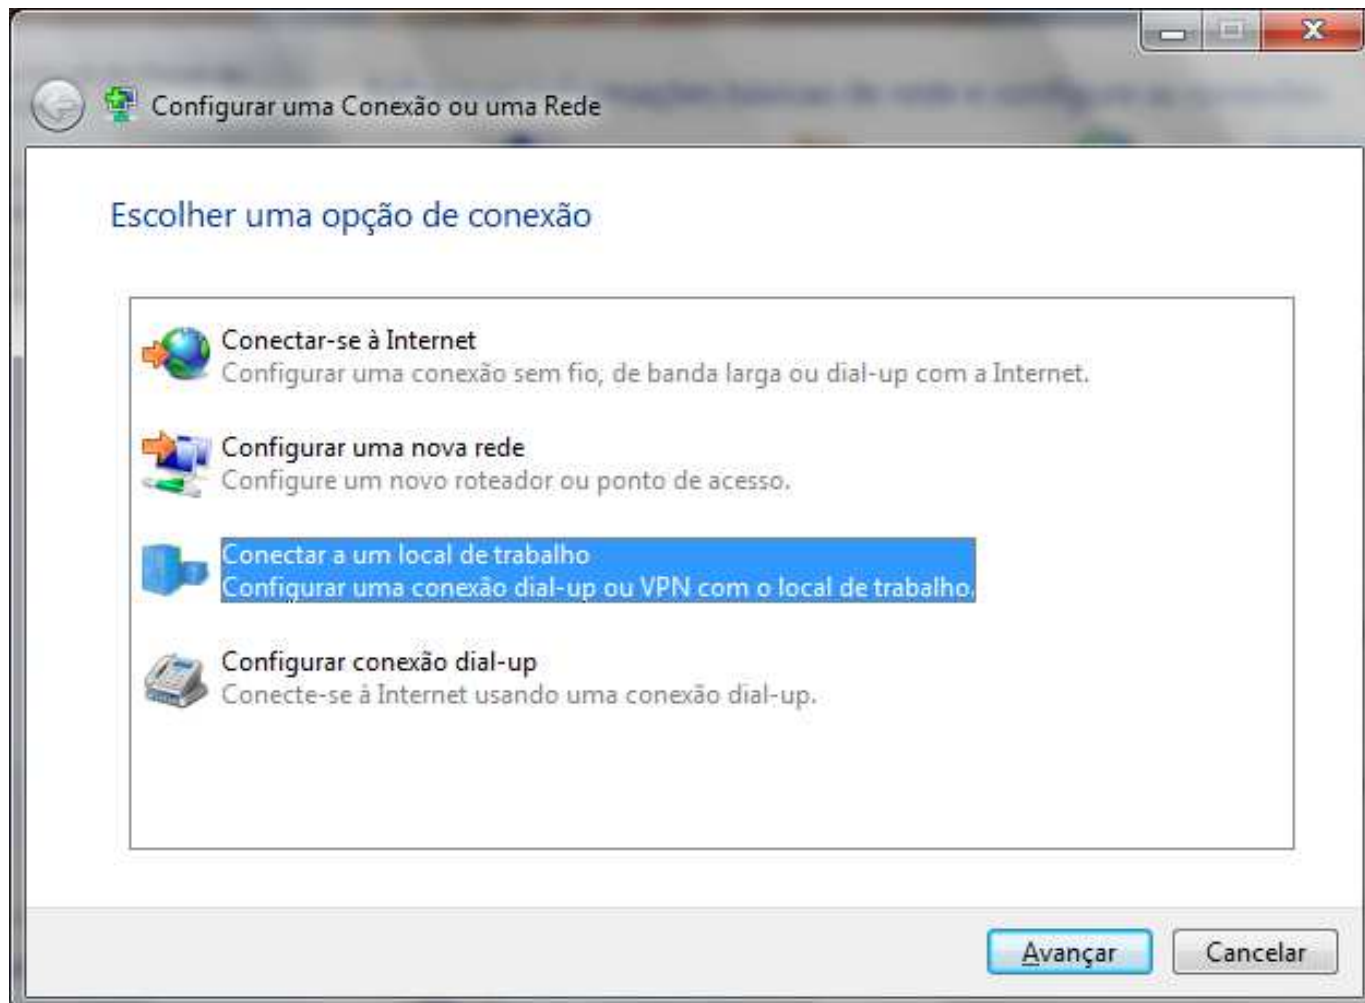 Configurar uma Conexão ou uma Rede
Escolher uma opção de conexão
Conectar-se à Internet
Configurar uma conexão sem fio, de banda larga ou dial-up com a Internet.
Configurar uma nova rede
Configure um novo roteador ou ponto de acesso.
Conectar a um local de trabalho
Configurar uma conexão dial-up ou VPN com o local de trabalho.
Configurar conexão dial-up
Conecte-se à Internet usando uma conexão dial-up.
Avançar
Cancelar